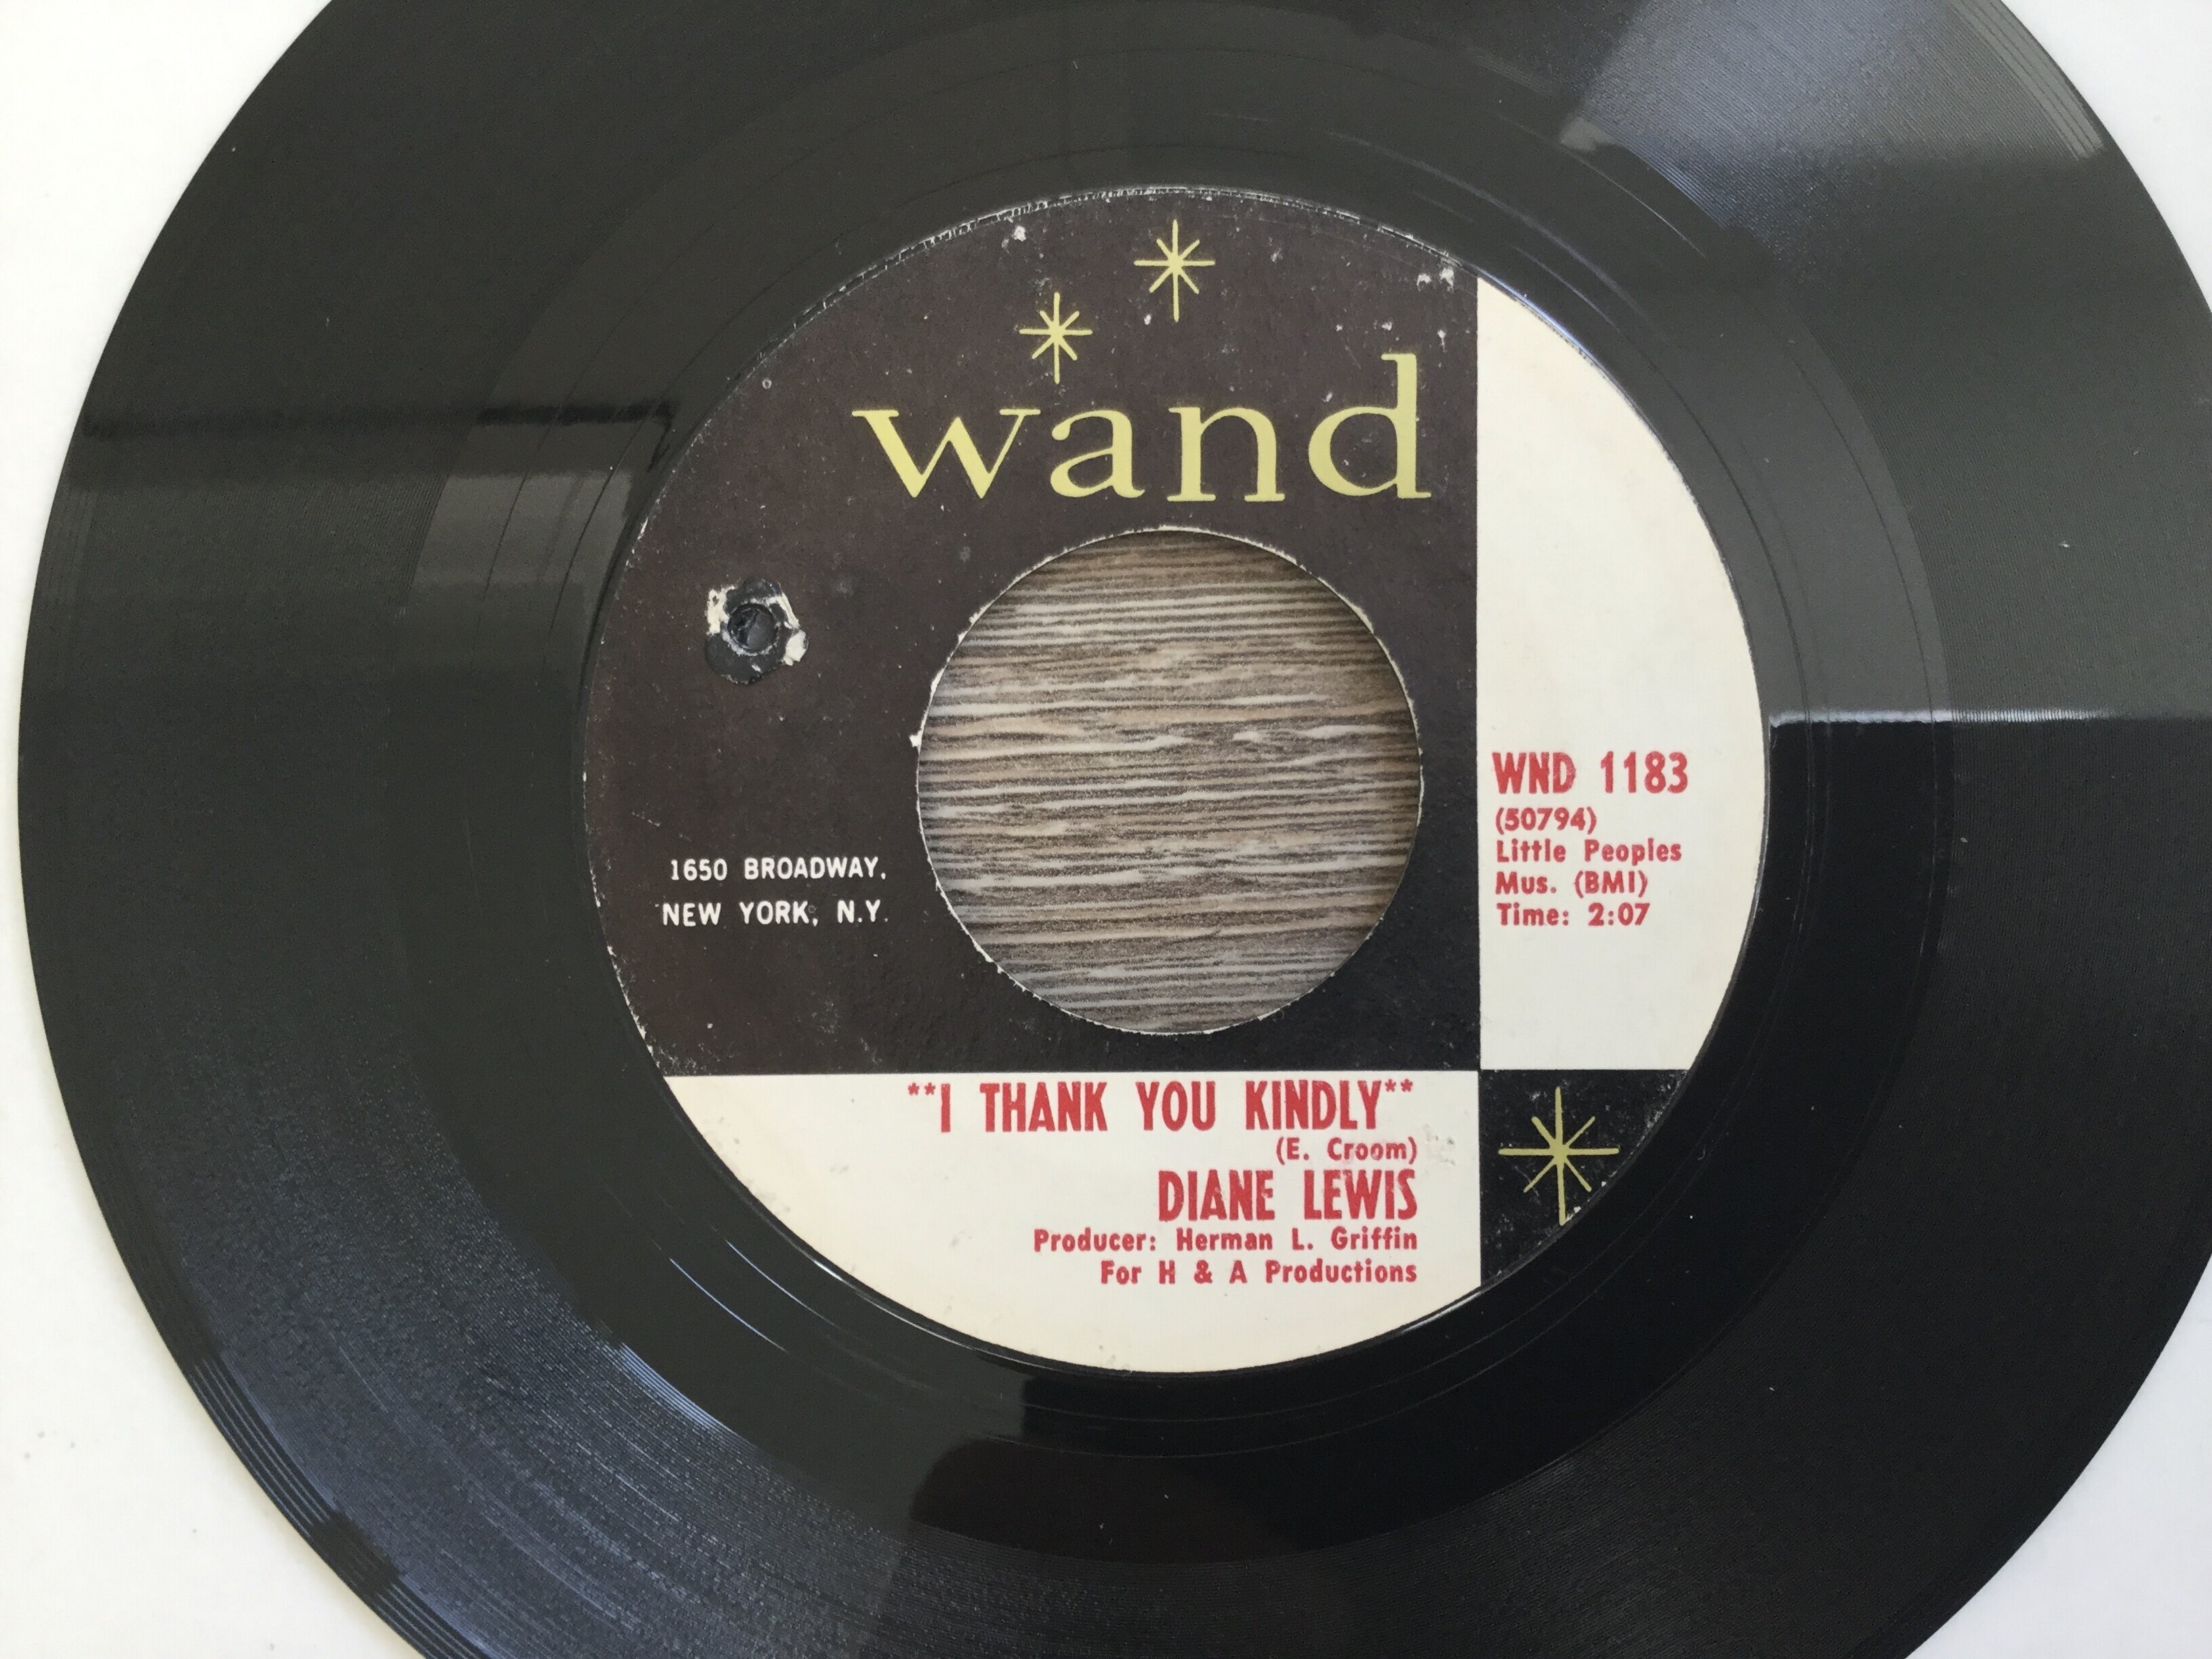 wand
1650 BROADWAY,
NEW YORK, N.Y.
WND 1183
(50794)
Little Peoples
Mus. (BMI)
Time: 2:07
**I THANK YOU KINDLY**
(E. Croom)
DIANE LEWIS
Producer: Herman L. Griffin
For H & A Productions